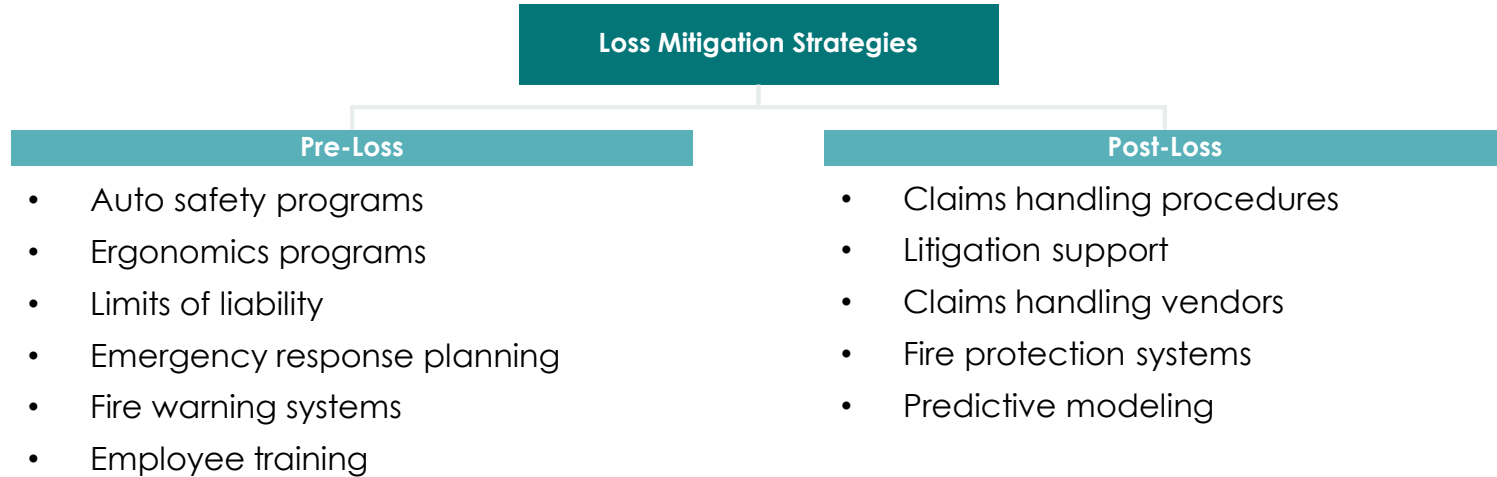 Loss Mitigation Strategies
Pre-Loss
• Auto safety programs
• Ergonomics programs
• Limits of liability
• Emergency response planning
• Fire warning systems
• Employee training
Post-Loss
• Claims handling procedures
• Litigation support
• Claims handling vendors
• Fire protection systems
• Predictive modeling